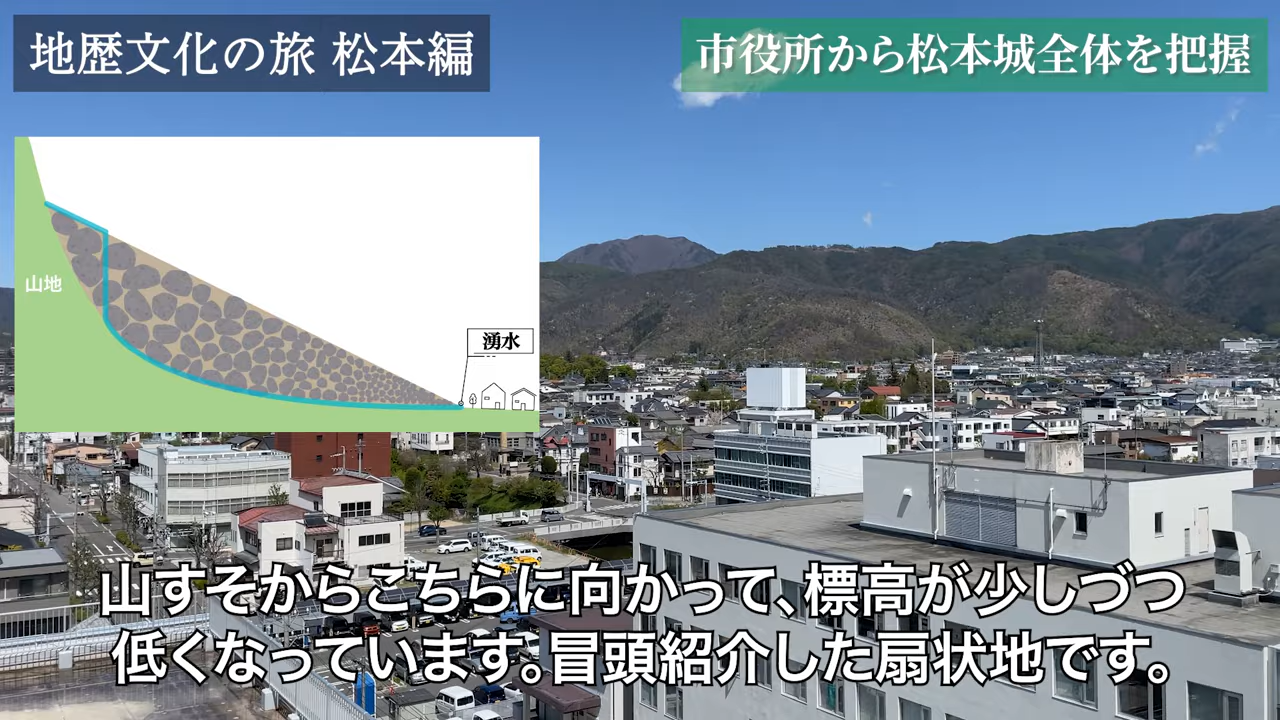 地歴文化の旅 松本編
市役所から松本城全体を把握
山地
湧水
山すそからこちらに向かって、標高が少しづつ
低くなっています。冒頭紹介した扇状地です。